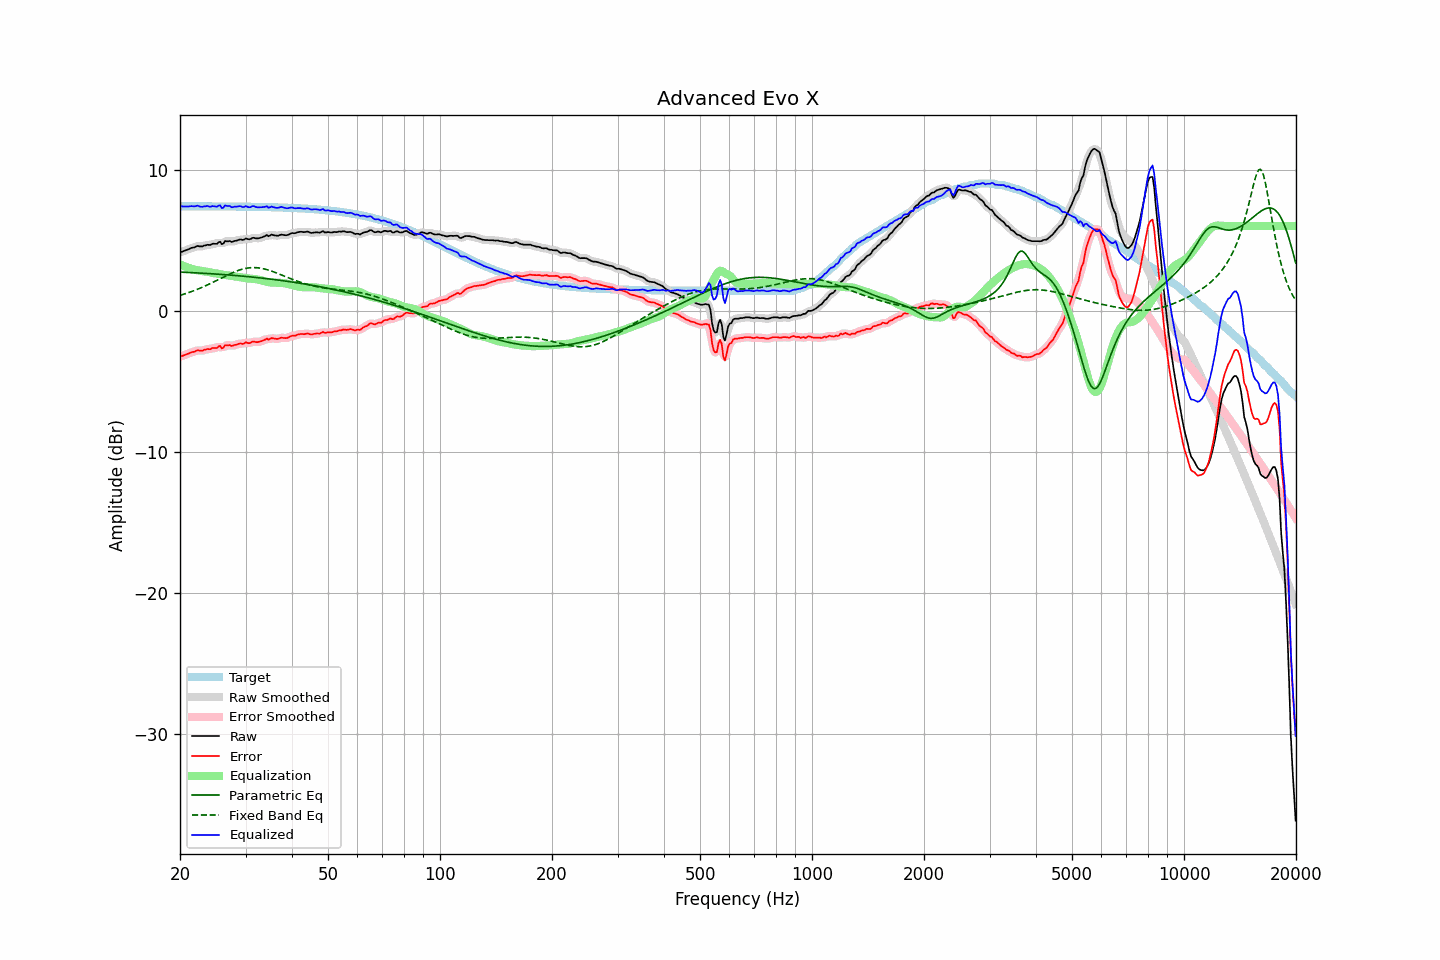 Advanced Evo X
10
0
−10
−20
−30
Amplitude (dBr)
Target
Raw Smoothed
Error Smoothed
Raw
Error
Equalization
Parametric Eq
Fixed Band Eq
Equalized
20 50 100 200 500 1000 2000 5000 10000 20000
Frequency (Hz)